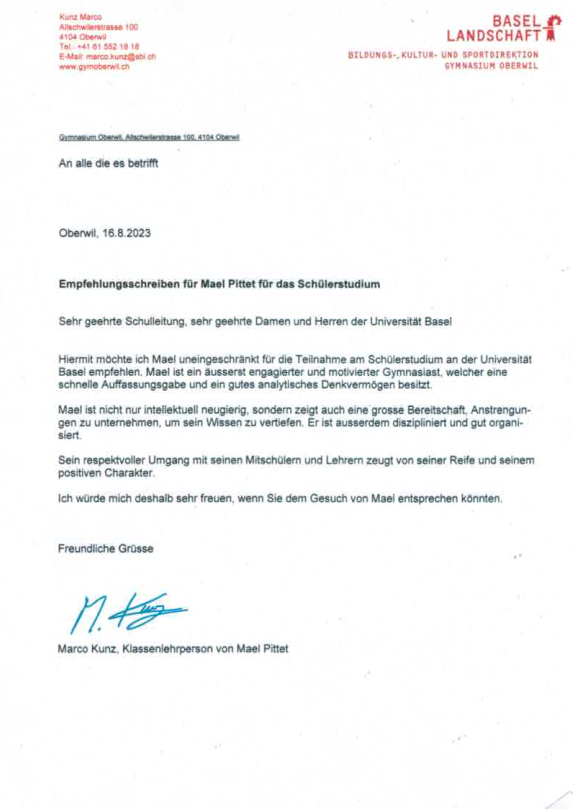 Kunz Marco
Allschwilerstrasse 100
4104 Oberwil
Tel.. +41 61 552 18 18
E-Mail: marco.kunz@sbl.ch
www.gymoberwil.ch
BASEL
LANDSCHAFT
BILDUNGS-, KULTUR- UND SPORTDIREKTION
GYMNASIUM OBERWIL
Gymnasium Oberwil, Allschwilerstrasse 100, 4104 Oberwil
An alle die es betrifft
Oberwil, 16.8.2023
Empfehlungsschreiben für Mael Pittet für das Schülerstudium
Sehr geehrte Schulleitung, sehr geehrte Damen und Herren der Universität Basel
Hiermit möchte ich Mael uneingeschränkt für die Teilnahme am Schülerstudium an der Universität
Basel empfehlen. Mael ist ein äusserst engagierter und motivierter Gymnasiast, welcher eine
schnelle Auffassungsgabe und ein gutes analytisches Denkvermögen besitzt.
Mael ist nicht nur intellektuell neugierig, sondern zeigt auch eine grosse Bereitschaft, Anstrengun-
gen zu unternehmen, um sein Wissen zu vertiefen. Er ist ausserdem diszipliniert und gut organi-
siert.
Sein respektvoller Umgang mit seinen Mitschülern und Lehrern zeugt von seiner Reife und seinem
positiven Charakter.
Ich würde mich deshalb sehr freuen, wenn Sie dem Gesuch von Mael entsprechen könnten.
Freundliche Grüsse
M. Kunz
Marco Kunz, Klassenlehrperson von Mael Pittet